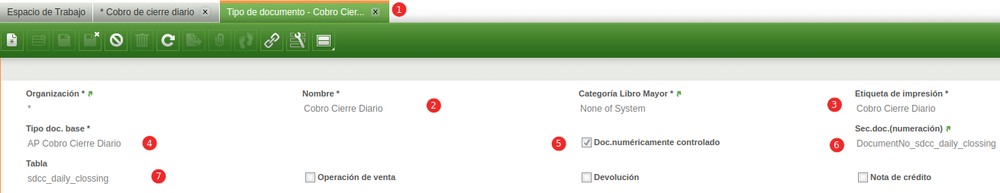 Espacio de Trabajo * Cobro de cierre diario x Tipo de documento - Cobro Cier... x 1
Organización * Nombre * Categoría Libro Mayor * Etiqueta de impresión *
* Cobro Cierre Diario 2 None of System 3 Cobro Cierre Diario
Tipo doc. base * Sec.doc.(numeración)
AP Cobro Cierre Diario 4 5 Doc.numéricamente controlado 6 DocumentNo_sdcc_daily_clossing
Tabla
sdcc_daily_clossing 7 Operación de venta Devolución Nota de crédito